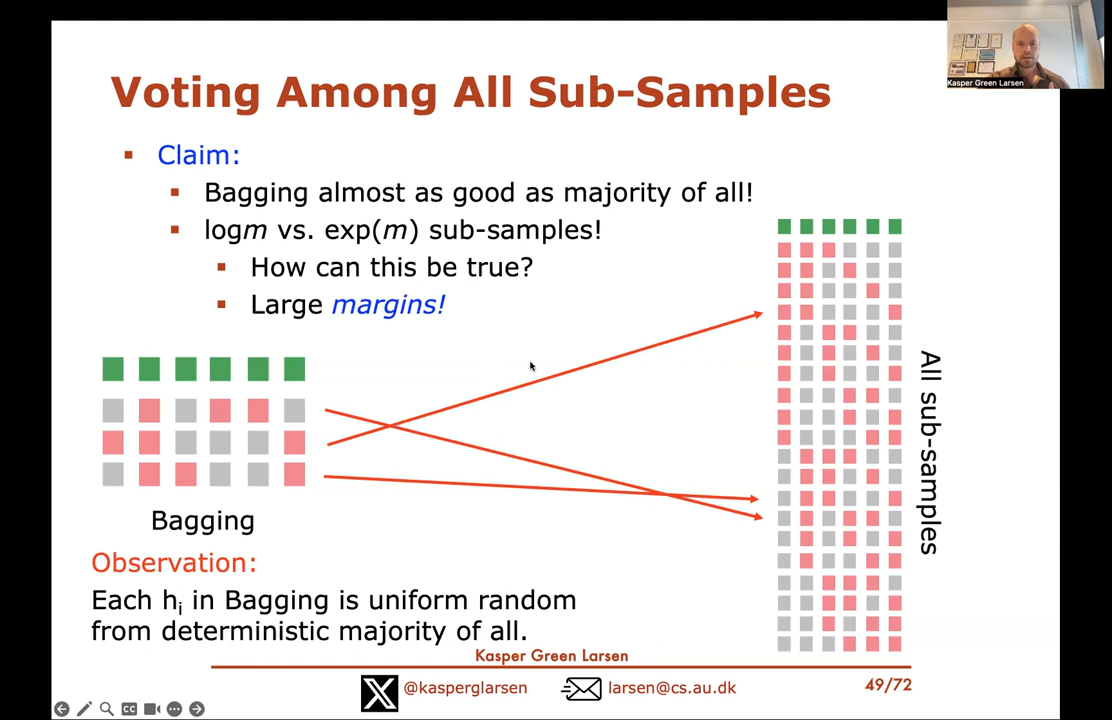 Kasper Green Larsen
Voting Among All Sub-Samples
Claim:
Bagging almost as good as majority of all!
logm vs. exp(m) sub-samples!
How can this be true?
Large margins!
All sub-samples
Bagging
Observation:
Each hi in Bagging is uniform random
from deterministic majority of all.
Kasper Green Larsen
X @kasperglarsen
larsen@cs.au.dk
49/72
CC